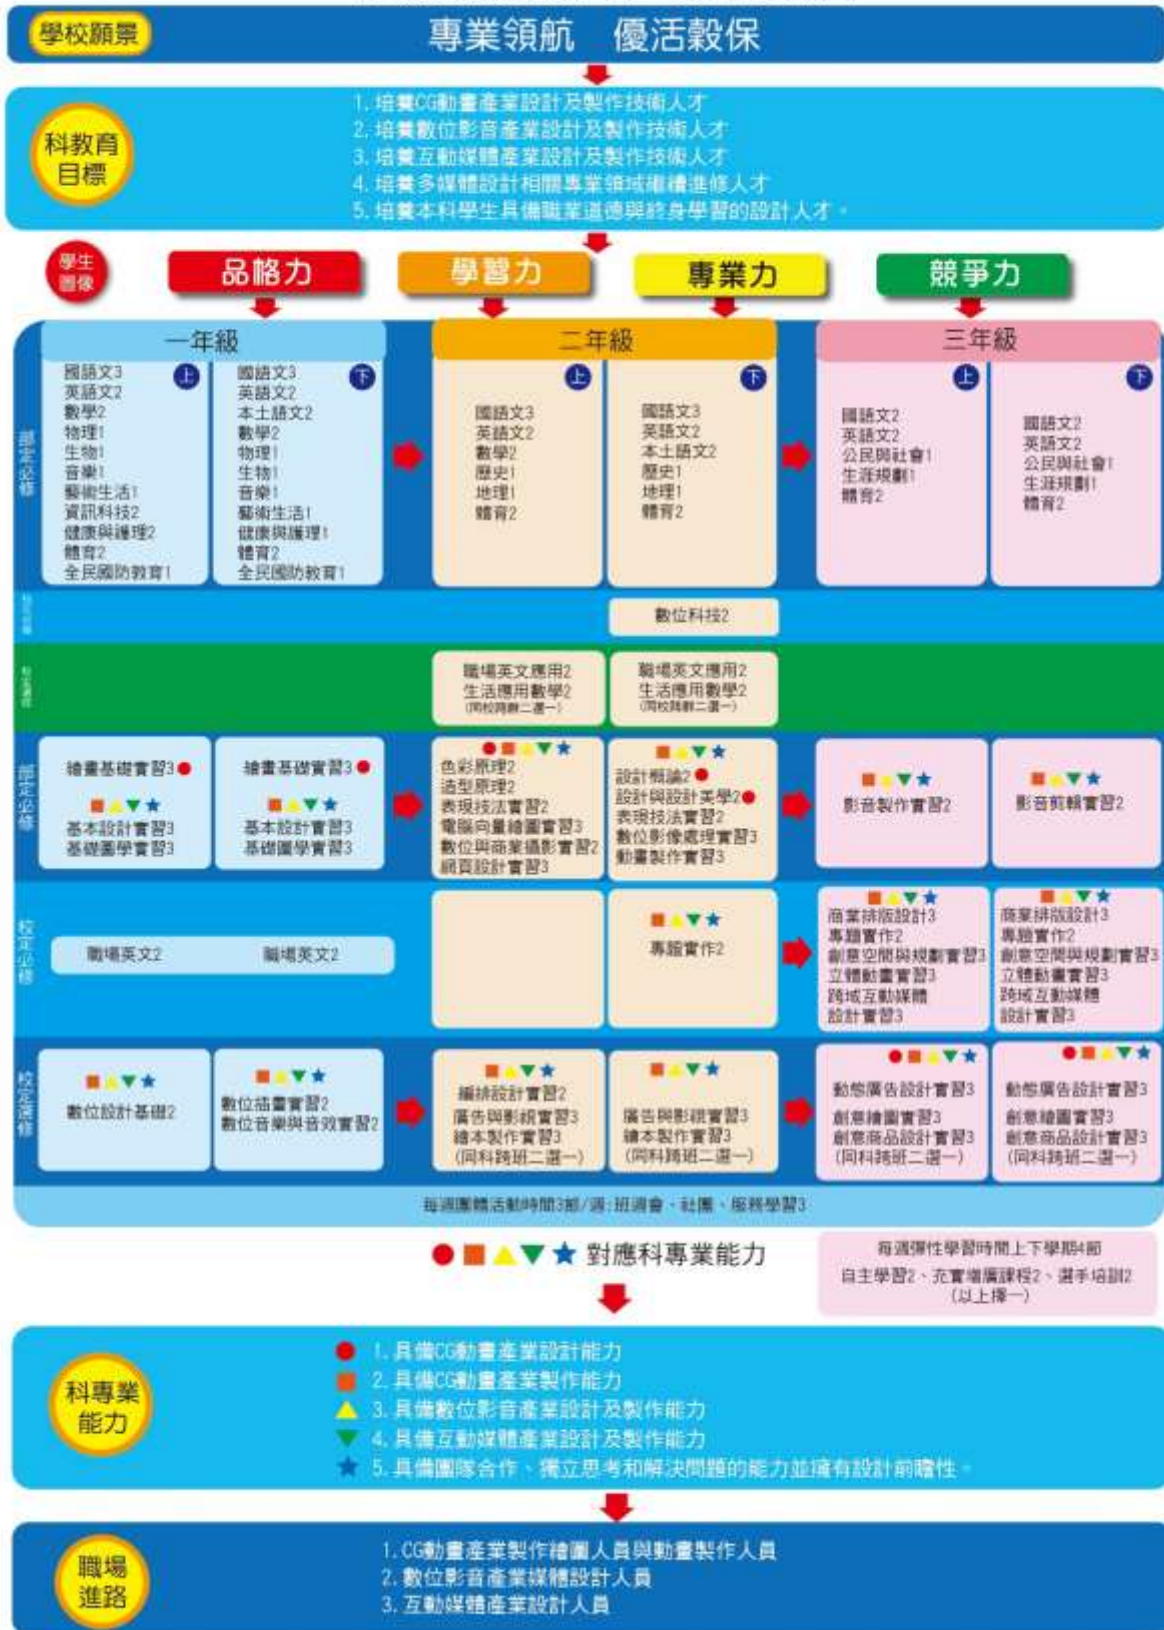 學校願景
專業領航 優活穀保
科教育
目標
1. 培養CG動畫產業設計及製作技術人才
2. 培養數位影音產業設計及製作技術人才
3. 培養互動媒體產業設計及製作技術人才
4. 培養多媒體設計相關專業領域繼續進修人才
5. 培養本科學生具備職業道德與終身學習的設計人才。
學生
圖像
品格力
學習力
專業力
競爭力
一年級
二年級
三年級
部定必修
上
國語文3
英語文2
數學2
物理1
生物1
音樂1
藝術生活1
資訊科技2
健康與護理2
體育2
全民國防教育1
下
國語文3
英語文2
本土語文2
數學2
物理1
生物1
音樂1
藝術生活1
健康與護理1
體育2
全民國防教育1
上
國語文3
英語文2
數學2
歷史1
地理1
體育2
下
國語文3
英語文2
本土語文2
歷史1
地理1
體育2
上
國語文2
英語文2
公民與社會1
生涯規劃1
體育2
下
國語文2
英語文2
公民與社會1
生涯規劃1
體育2
數位科技2
職場英文應用2
生活應用數學2
(同校跨群二選一)
職場英文應用2
生活應用數學2
(同校跨群二選一)
部定必修
繪畫基礎實習3
基本設計實習3
基礎圖學實習3
繪畫基礎實習3
基本設計實習3
基礎圖學實習3
色彩原理2
造型原理2
表現技法實習2
電腦向量繪圖實習3
數位與商業攝影實習2
網頁設計實習3
設計概論2
設計與設計美學2
表現技法實習2
數位影像處理實習3
動畫製作實習3
影音製作實習2
影音剪輯實習2
校定必修
職場英文2
職場英文2
專題實作2
商業排版設計3
專題實作2
創意空間與規劃實習3
立體動畫實習3
跨域互動媒體
設計實習3
商業排版設計3
專題實作2
創意空間與規劃實習3
立體動畫實習3
跨域互動媒體
設計實習3
校定選修
數位設計基礎2
數位插畫實習2
數位音樂與音效實習2
編排設計實習2
廣告與影視實習3
繪本製作實習3
(同科跨班二選一)
廣告與影視實習3
繪本製作實習3
(同科跨班二選一)
動態廣告設計實習3
創意繪圖實習3
創意商品設計實習3
(同科跨班二選一)
動態廣告設計實習3
創意繪圖實習3
創意商品設計實習3
(同科跨班二選一)
每週團體活動時間3節/週:班週會、社團、服務學習3
對應科專業能力
每週彈性學習時間上下學期4節
自主學習2、充實增廣課程2、選手培訓2
(以上擇一)
科專業
能力
1. 具備CG動畫產業設計能力
2. 具備CG動畫產業製作能力
3. 具備數位影音產業設計及製作能力
4. 具備互動媒體產業設計及製作能力
5. 具備團隊合作、獨立思考和解決問題的能力並擁有設計前瞻性。
職場
進路
1. CG動畫產業製作繪圖人員與動畫製作人員
2. 數位影音產業媒體設計人員
3. 互動媒體產業設計人員